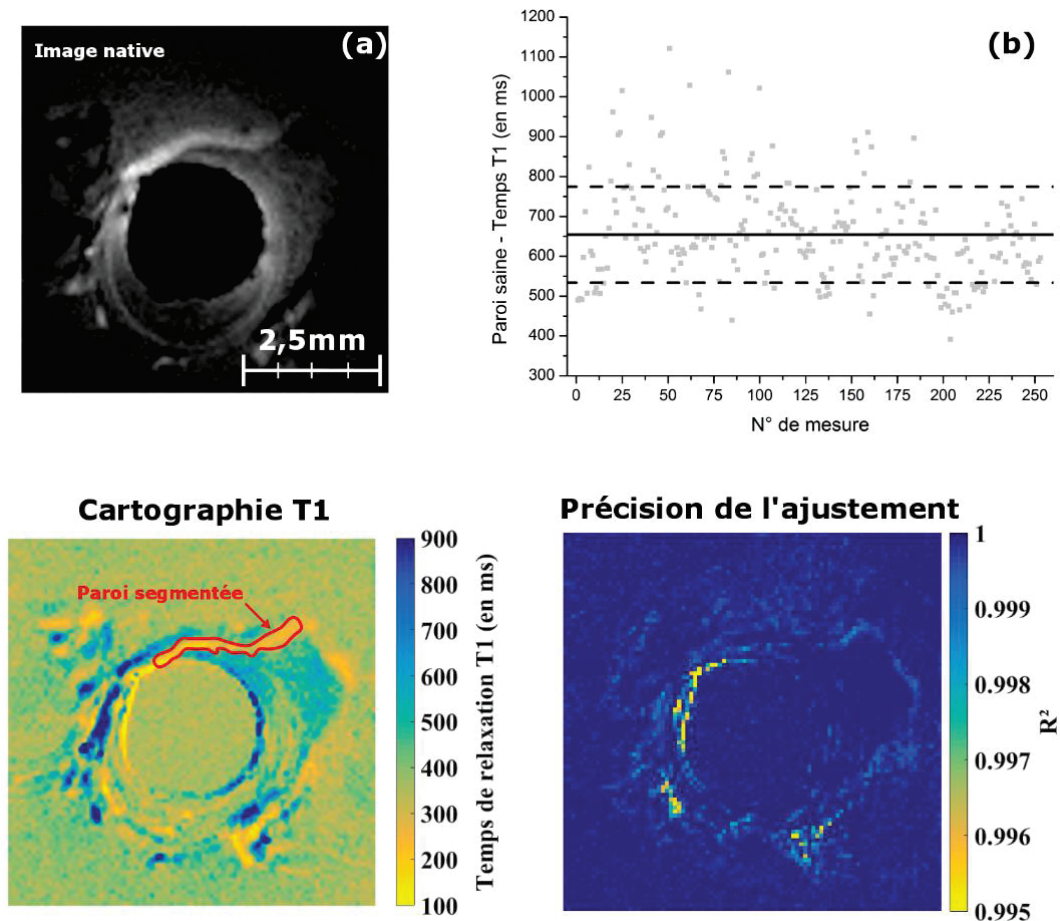 Image native
(a)
2,5mm
(b)
Paroi saine - Temps T1 (en ms)
1200
1100
1000
900
800
700
600
500
400
300
0 25 50 75 100 125 150 175 200 225 250
N° de mesure
Cartographie T1
Paroi segmentée
900
800
700
600
500
400
300
200
100
Temps de relaxation T1 (en ms)
Précision de l'ajustement
1
0.999
0.998
0.997
0.996
0.995
R²